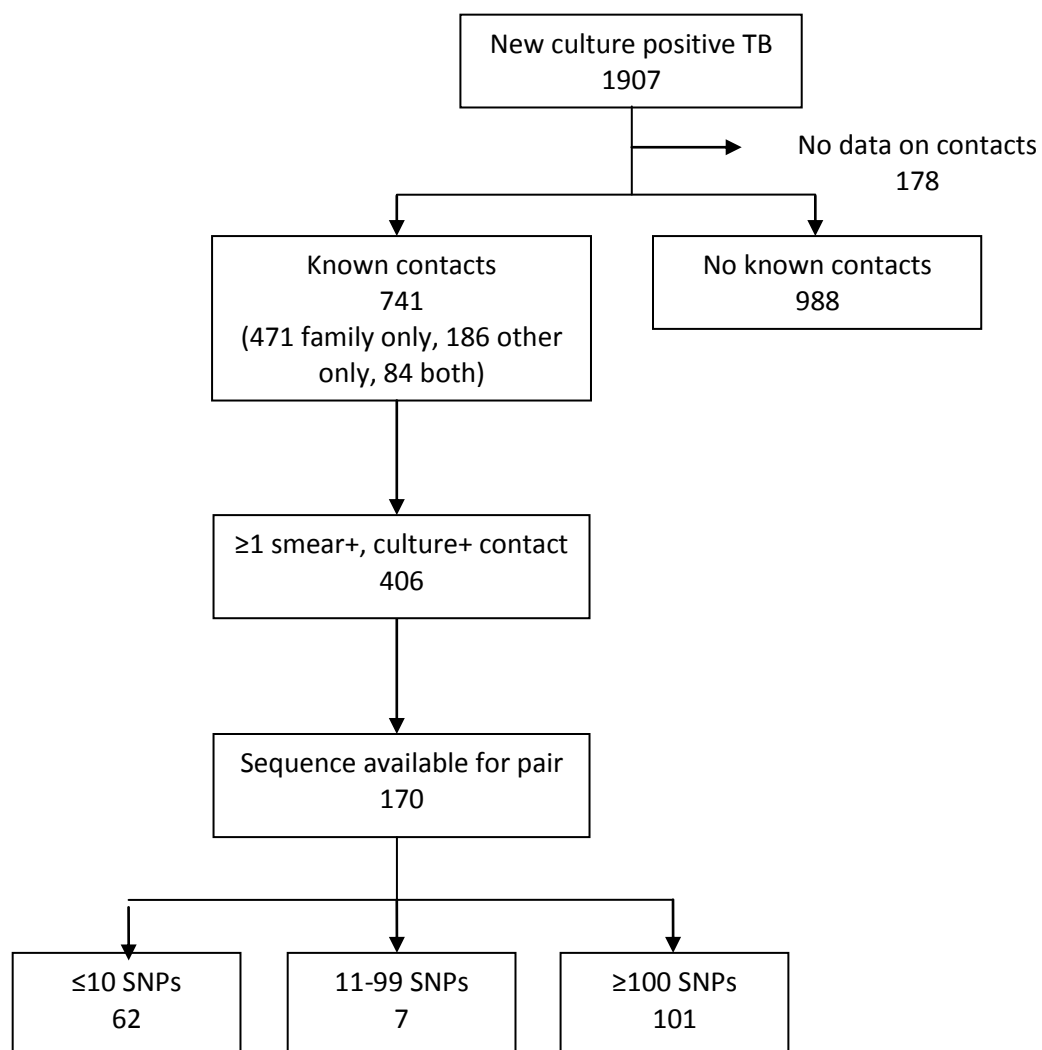 New culture positive TB
1907
No data on contacts
178
Known contacts
741
(471 family only, 186 other
only, 84 both)
No known contacts
988
≥1 smear+, culture+ contact
406
Sequence available for pair
170
≤10 SNPs
62
11-99 SNPs
7
≥100 SNPs
101